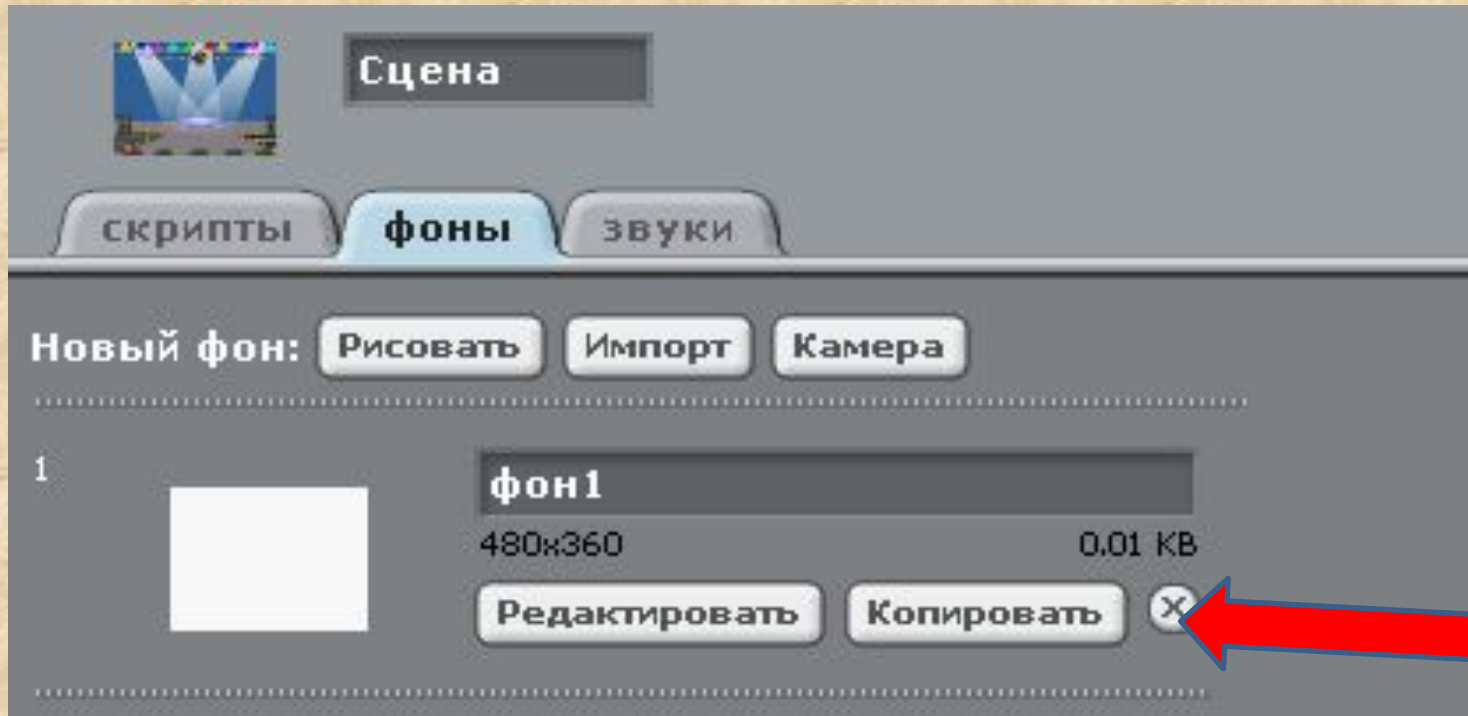 Сцена
скрипты фоны звуки
Новый фон: Рисовать Импорт Камера
1
фон1
480x360 0.01 KB
Редактировать Копировать x